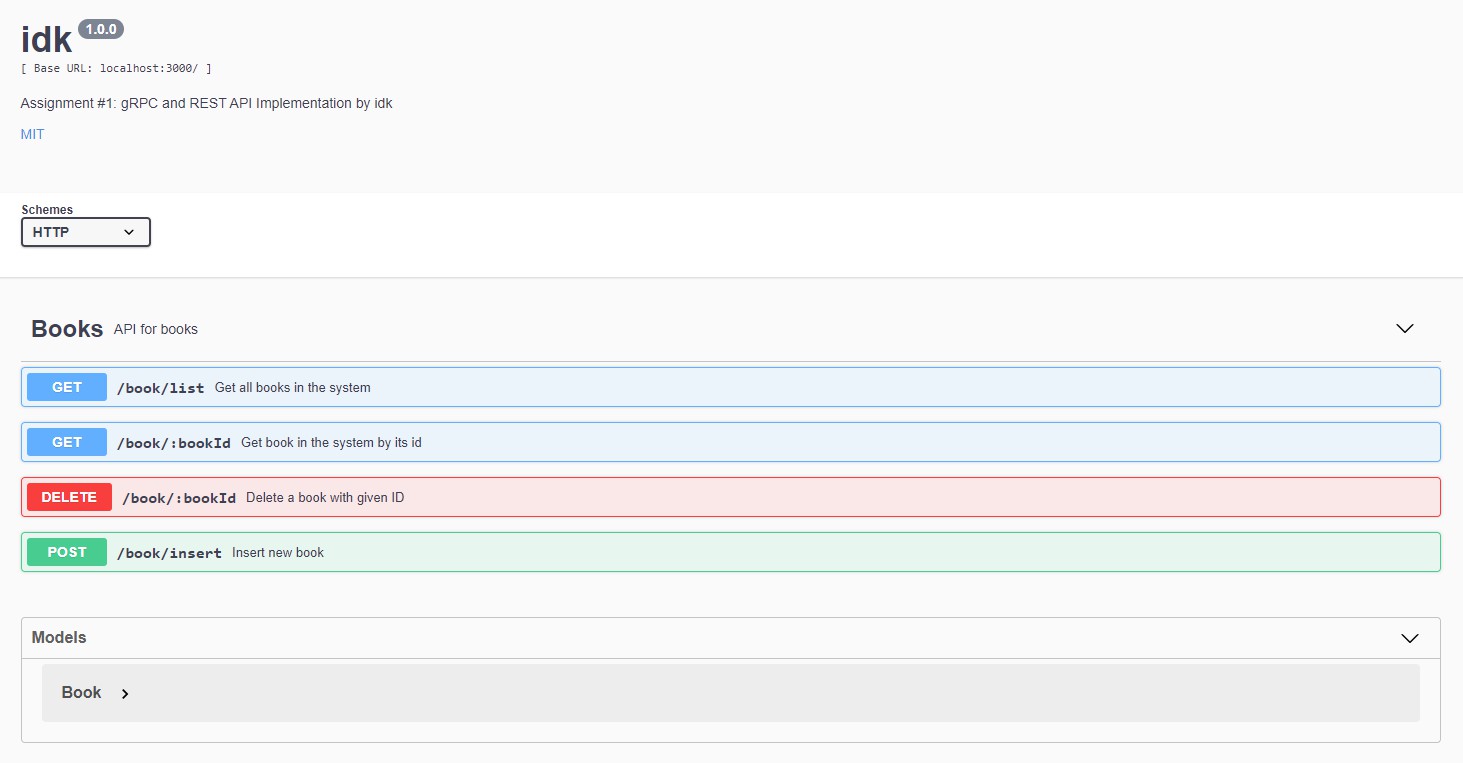 idk 1.0.0
[ Base URL: localhost:3000/ ]
Assignment #1: gRPC and REST API Implementation by idk
MIT
Schemes
HTTP
Books API for books
GET /book/list Get all books in the system
GET /book/:bookId Get book in the system by its id
DELETE /book/:bookId Delete a book with given ID
POST /book/insert Insert new book
Models
Book